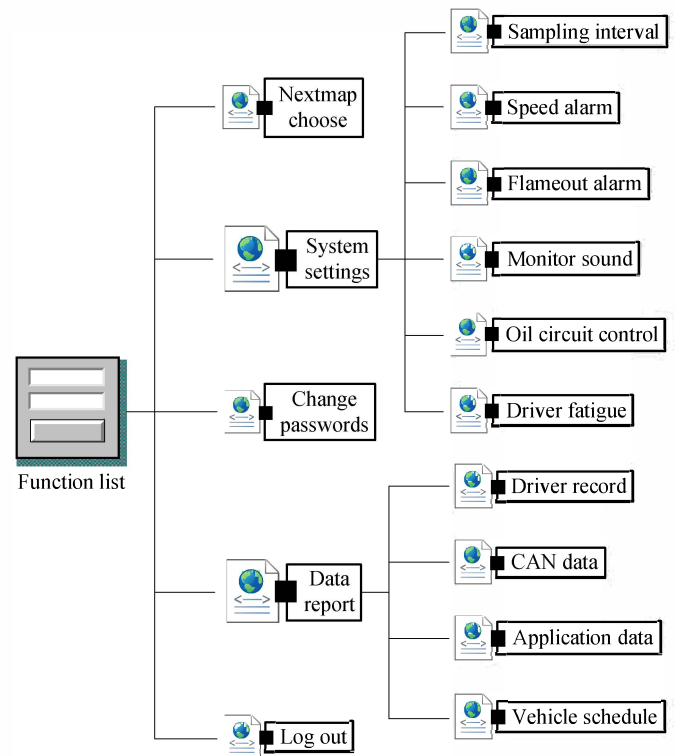 Function list
Nextmap
choose
System
settings
Change
passwords
Data
report
Log out
Sampling interval
Speed alarm
Flameout alarm
Monitor sound
Oil circuit control
Driver fatigue
Driver record
CAN data
Application data
Vehicle schedule